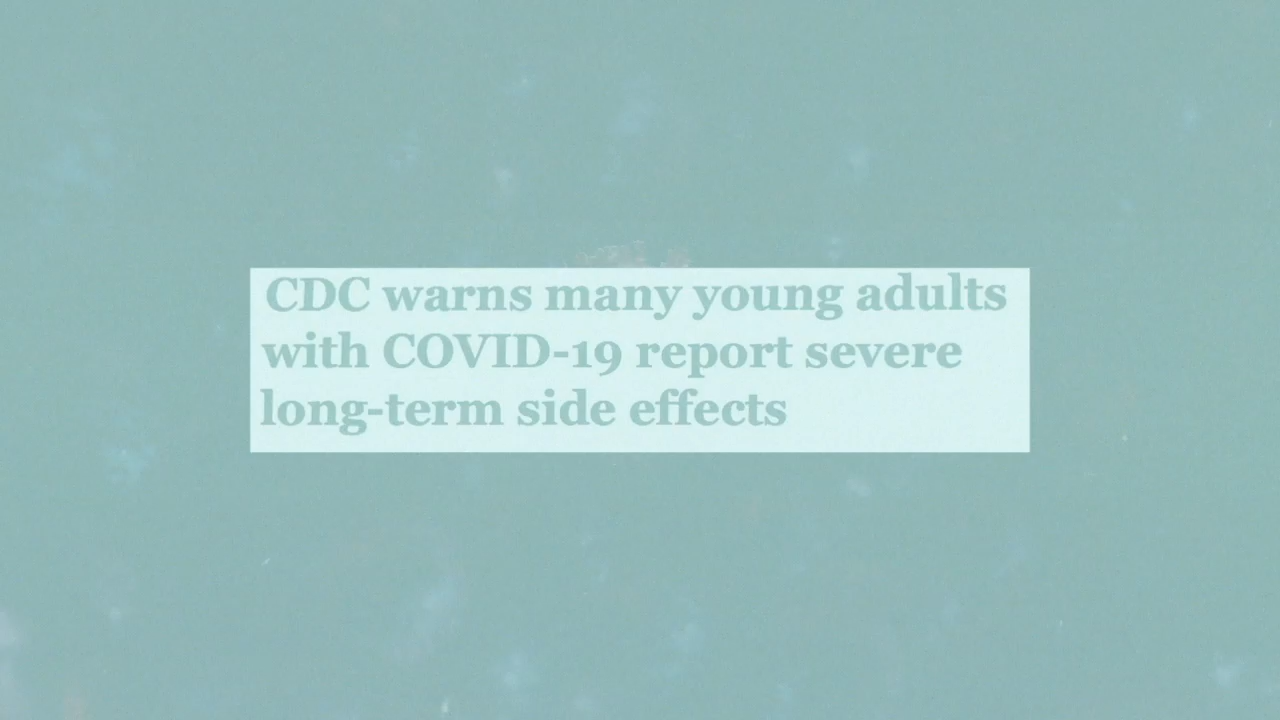 CDC warns many young adults
with COVID-19 report severe
long-term side effects